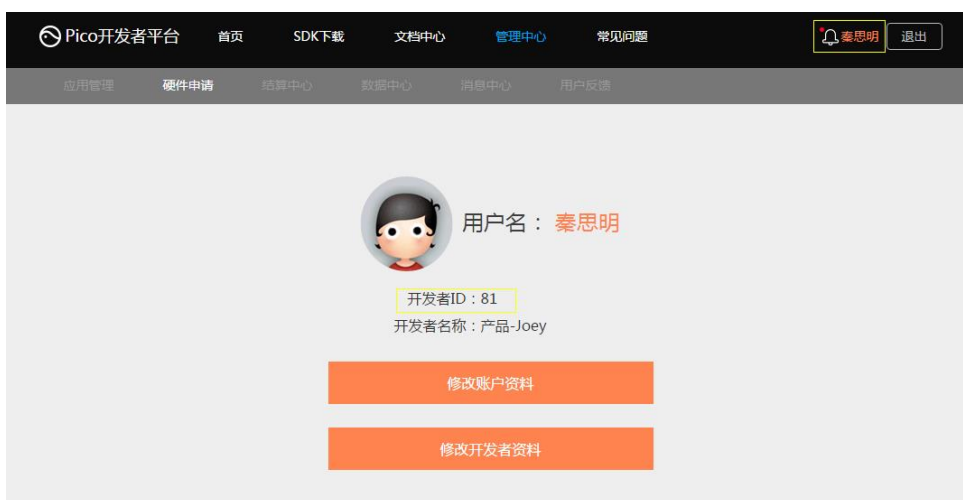 Pico开发者平台 首页 SDK下载 文档中心 管理中心 常见问题 秦思明 退出
应用管理 硬件申请 结算中心 数据中心 消息中心 用户反馈
用户名： 秦思明
开发者ID：81
开发者名称：产品-Joey
修改账户资料
修改开发者资料